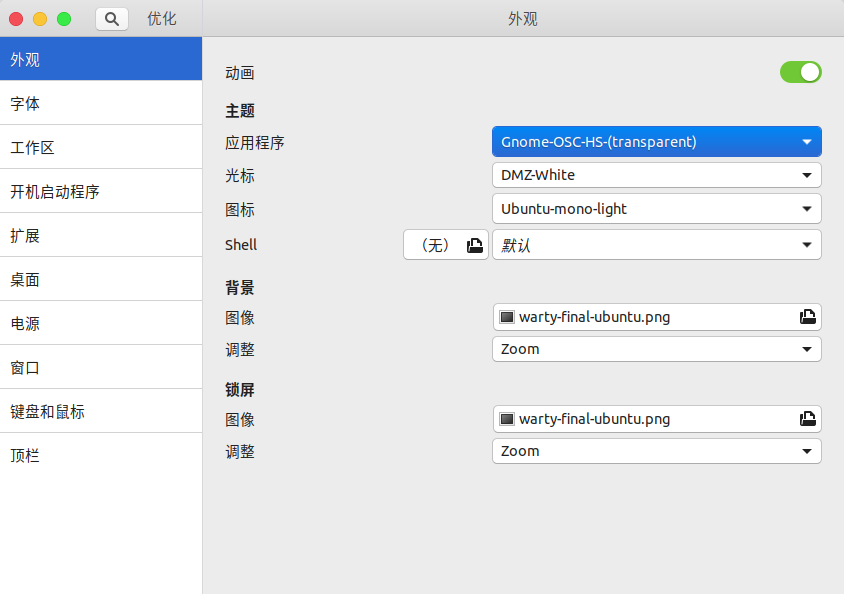 优化
外观
外观
字体
工作区
开机启动程序
扩展
桌面
电源
窗口
键盘和鼠标
顶栏
动画
主题
应用程序 Gnome-OSC-HS-(transparent)
光标 DMZ-White
图标 Ubuntu-mono-light
Shell （无） 默认
背景
图像 warty-final-ubuntu.png
调整 Zoom
锁屏
图像 warty-final-ubuntu.png
调整 Zoom